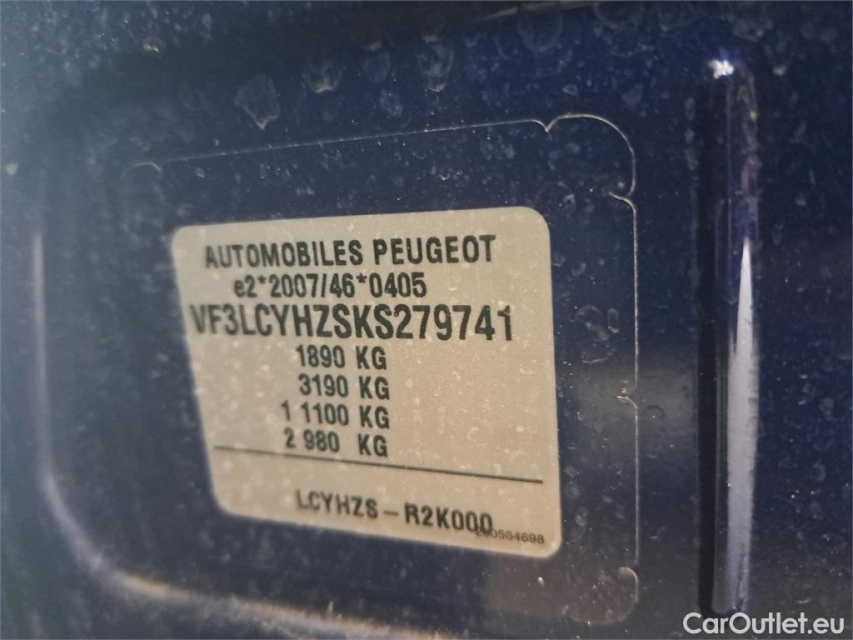 AUTOMOBILES PEUGEOT
e2*2007/46*0405
VF3LCYHZSKS279741
1890 KG
3190 KG
1 1100 KG
2 980 KG
LCYHZS-R2K000
CarOutlet.eu